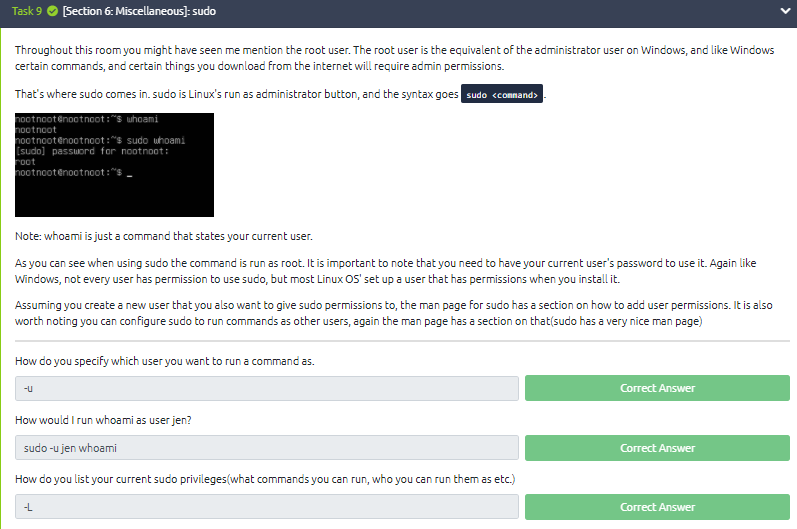 Task 9 [Section 6: Miscellaneous]: sudo
Throughout this room you might have seen me mention the root user. The root user is the equivalent of the administrator user on Windows, and like Windows
certain commands, and certain things you download from the internet will require admin permissions.
That's where sudo comes in. sudo is Linux's run as administrator button, and the syntax goes sudo <command>.
nootnoot@nootnoot:~$ whoami
nootnoot
nootnoot@nootnoot:~$ sudo whoami
[sudo] password for nootnoot:
root
nootnoot@nootnoot:~$ _
Note: whoami is just a command that states your current user.
As you can see when using sudo the command is run as root. It is important to note that you need to have your current user's password to use it. Again like
Windows, not every user has permission to use sudo, but most Linux OS' set up a user that has permissions when you install it.
Assuming you create a new user that you also want to give sudo permissions to, the man page for sudo has a section on how to add user permissions. It is also
worth noting you can configure sudo to run commands as other users, again the man page has a section on that(sudo has a very nice man page)
How do you specify which user you want to run a command as.
-u Correct Answer
How would I run whoami as user jen?
sudo -u jen whoami Correct Answer
How do you list your current sudo privileges(what commands you can run, who you can run them as etc.)
-L Correct Answer